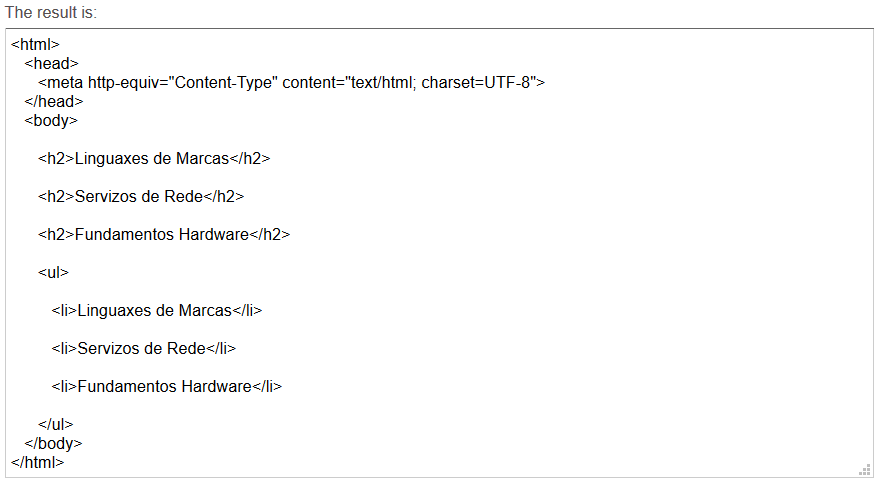 The result is:
<html>
<head>
<meta http-equiv="Content-Type" content="text/html; charset=UTF-8">
</head>
<body>
<h2>Linguaxes de Marcas</h2>
<h2>Servizos de Rede</h2>
<h2>Fundamentos Hardware</h2>
<ul>
<li>Linguaxes de Marcas</li>
<li>Servizos de Rede</li>
<li>Fundamentos Hardware</li>
</ul>
</body>
</html>